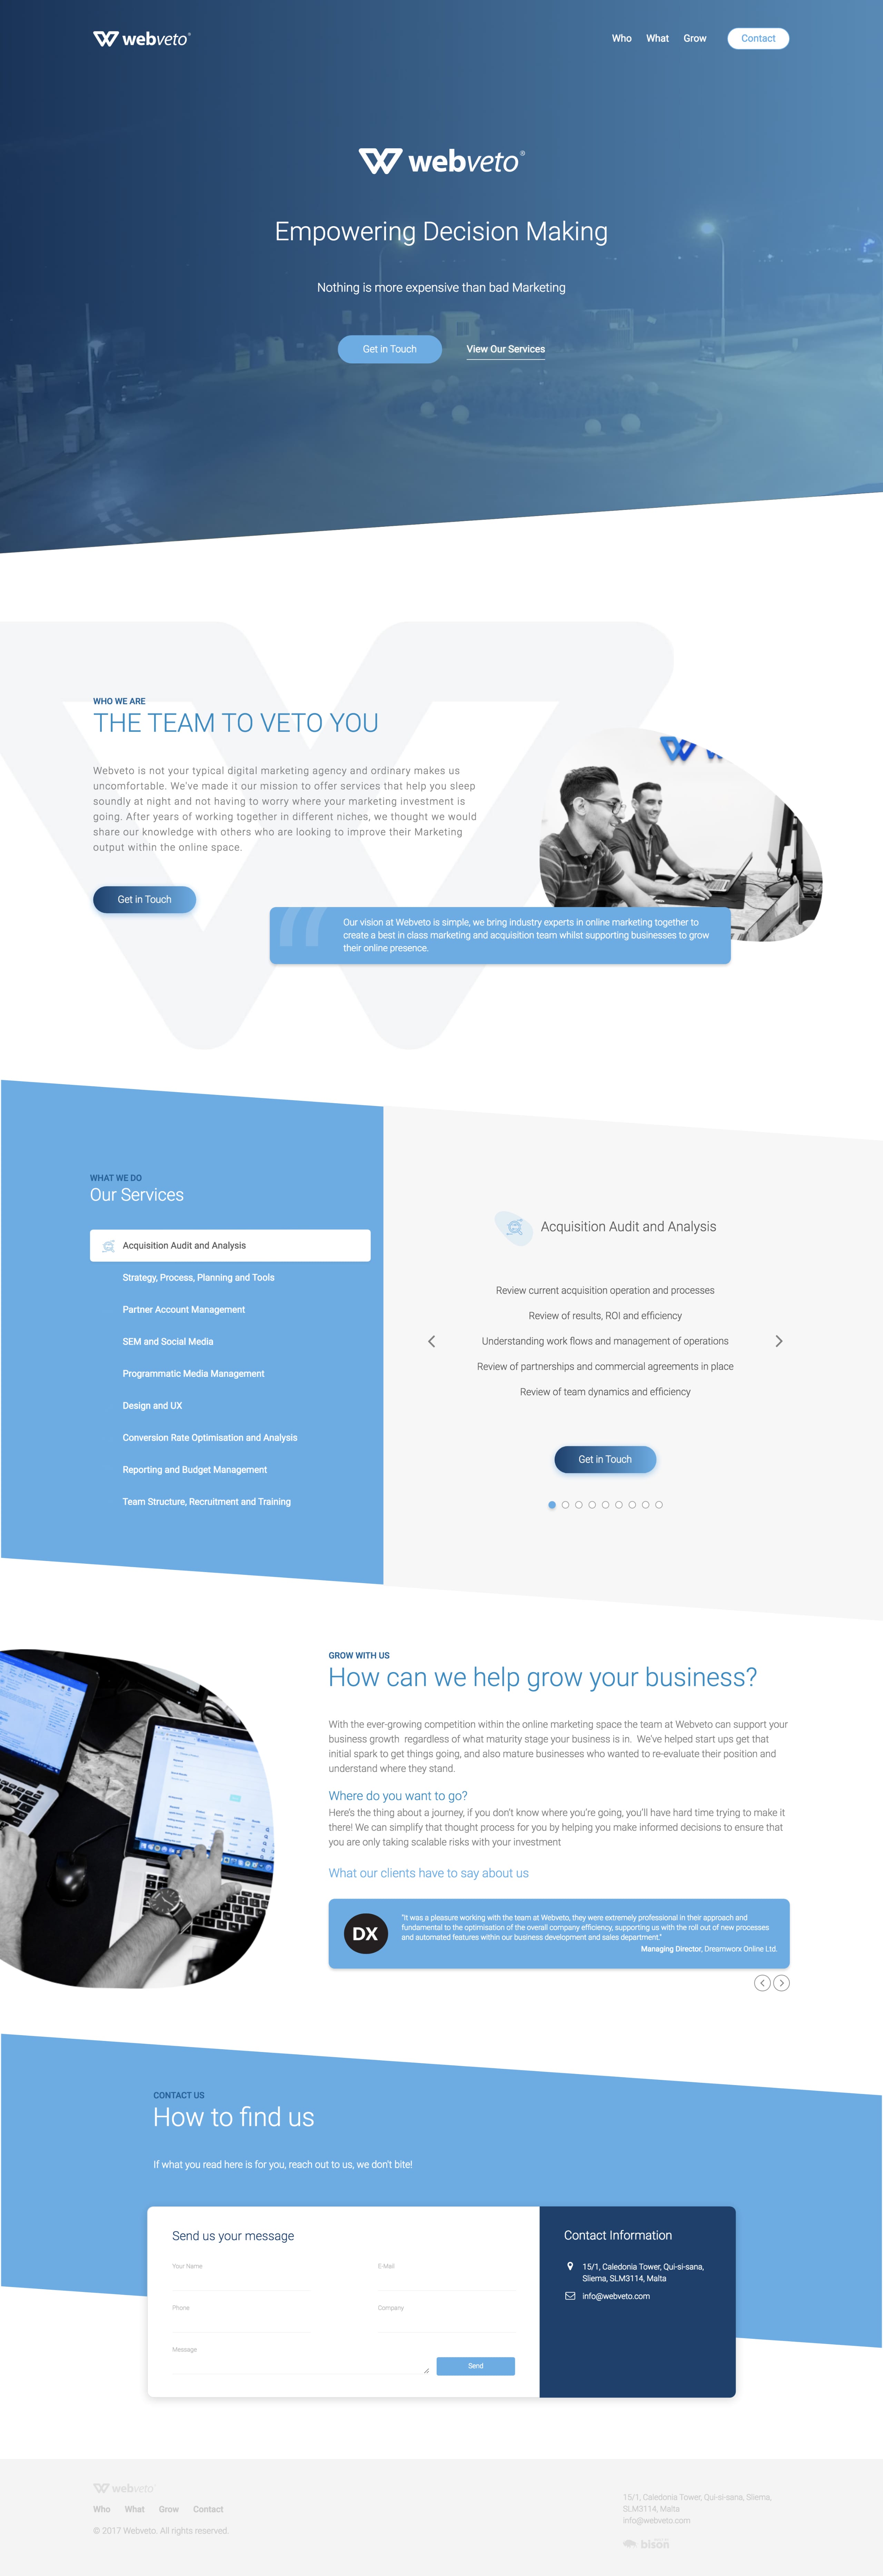 webveto®
Who What Grow Contact
webveto®
Empowering Decision Making
Nothing is more expensive than bad Marketing
Get in Touch View Our Services
WHO WE ARE
THE TEAM TO VETO YOU
Webveto is not your typical digital marketing agency and ordinary makes us
uncomfortable. We've made it our mission to offer services that help you sleep
soundly at night and not having to worry where your marketing investment is
going. After years of working together in different niches, we thought we would
share our knowledge with others who are looking to improve their Marketing
output within the online space.
Get in Touch
Our vision at Webveto is simple, we bring industry experts in online marketing together to
create a best in class marketing and acquisition team whilst supporting businesses to grow
their online presence.
WHAT WE DO
Our Services
Acquisition Audit and Analysis
Strategy, Process, Planning and Tools
Partner Account Management
SEM and Social Media
Programmatic Media Management
Design and UX
Conversion Rate Optimisation and Analysis
Reporting and Budget Management
Team Structure, Recruitment and Training
Acquisition Audit and Analysis
Review current acquisition operation and processes
Review of results, ROI and efficiency
Understanding work flows and management of operations
Review of partnerships and commercial agreements in place
Review of team dynamics and efficiency
Get in Touch
GROW WITH US
How can we help grow your business?
With the ever-growing competition within the online marketing space the team at Webveto can support your
business growth regardless of what maturity stage your business is in. We've helped start ups get that
initial spark to get things going, and also mature businesses who wanted to re-evaluate their position and
understand where they stand.
Where do you want to go?
Here's the thing about a journey, if you don't know where you're going, you'll have hard time trying to make it
there! We can simplify that thought process for you by helping you make informed decisions to ensure that
you are only taking scalable risks with your investment
What our clients have to say about us
DX
"It was a pleasure working with the team at Webveto, they were extremely professional in their approach and
fundamental to the optimisation of the overall company efficiency, supporting us with the roll out of new processes
and automated features within our business development and sales department."
Managing Director, Dreamworx Online Ltd.
CONTACT US
How to find us
If what you read here is for you, reach out to us, we don't bite!
Send us your message
Your Name E-Mail
Phone Company
Message
Send
Contact Information
15/1, Caledonia Tower, Qui-si-sana,
Sliema, SLM3114, Malta
info@webveto.com
webveto
Who What Grow Contact
© 2017 Webveto. All rights reserved.
15/1, Caledonia Tower, Qui-si-sana, Sliema,
SLM3114, Malta
info@webveto.com
bison